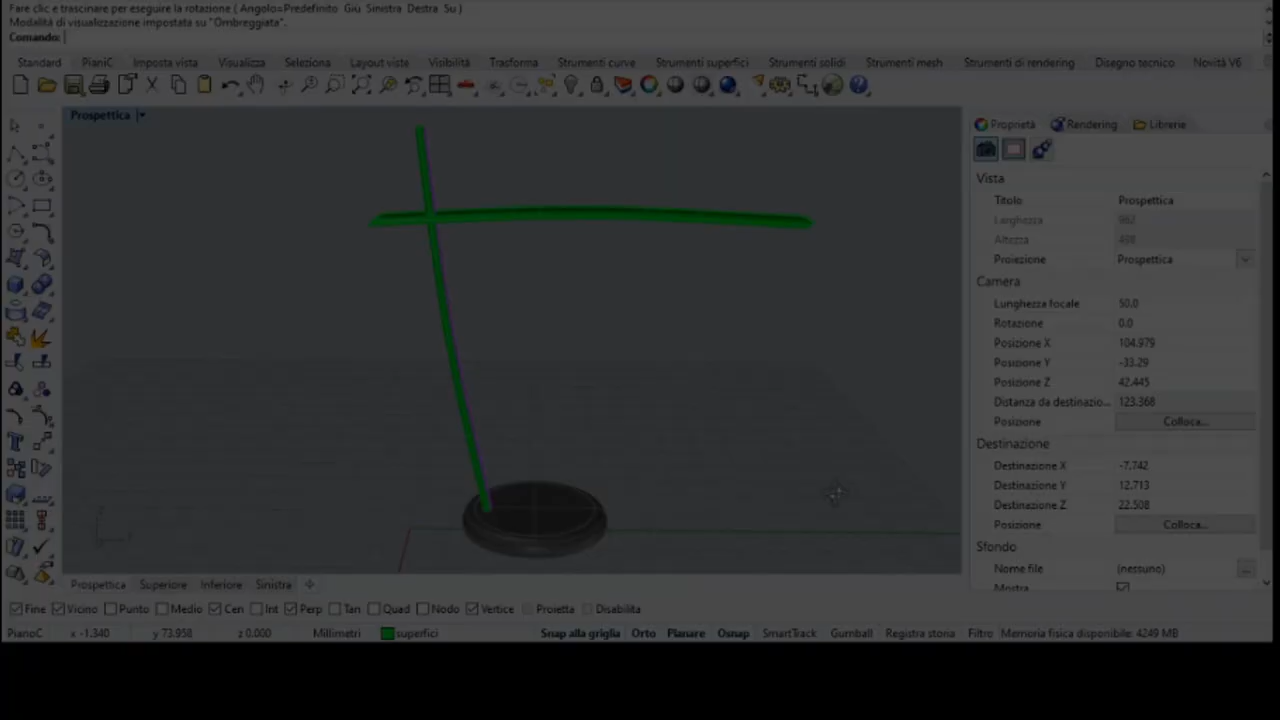 Fare clic e trascinare per eseguire la rotazione ( Angolo=Predefinito Giù Sinistra Destra Su )
Modalità di visualizzazione impostata su "Ombreggiata".
Comando:
Standard PianiC Imposta vista Visualizza Seleziona Layout viste Visibilità Trasforma Strumenti curve Strumenti superfici Strumenti solidi Strumenti mesh Strumenti di rendering Disegno tecnico Novità V6
Prospettica
Proprietà Rendering Librerie
Vista
Titolo Prospettica
Larghezza 962
Altezza 498
Proiezione Prospettica
Camera
Lunghezza focale 50.0
Rotazione 0.0
Posizione X 104.979
Posizione Y -33.29
Posizione Z 42.445
Distanza da destinazio... 123.368
Posizione Colloca...
Destinazione
Destinazione X -7.742
Destinazione Y 12.713
Destinazione Z 22.508
Posizione Colloca...
Sfondo
Nome file (nessuno) ...
Mostra
Prospettica Superiore Inferiore Sinistra
Fine Vicino Punto Medio Cen Int Perp Tan Quad Nodo Vertice Proietta Disabilita
PianoC x -1.340 y 73.958 z 0.000 Millimetri superfici Snap alla griglia Orto Planare Osnap SmartTrack Gumball Registra storia Filtro Memoria fisica disponibile: 4249 MB